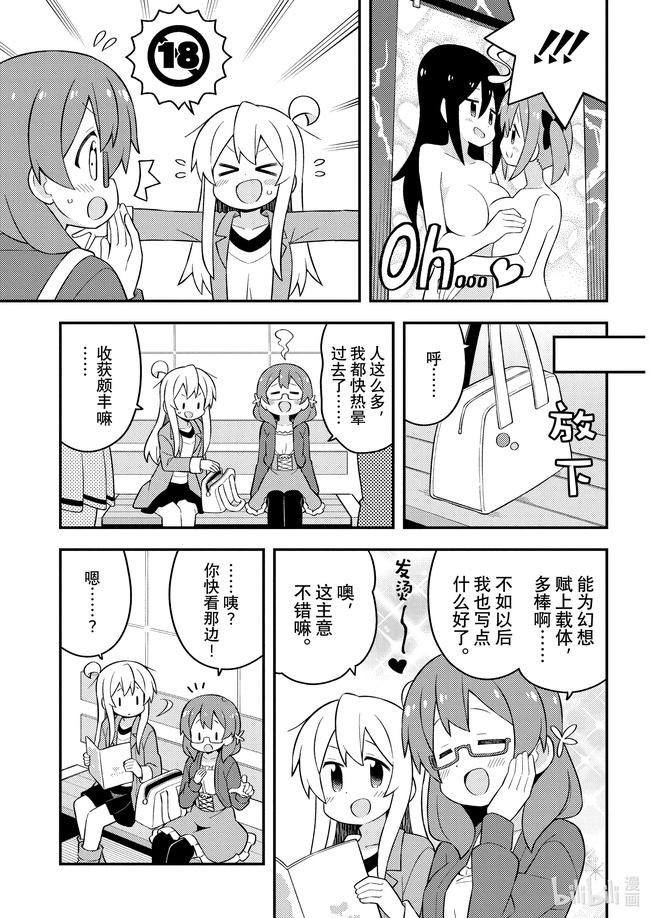 !!!
Oh...
18
呼……
放下
人这么多，
我都快热晕
过去了……
收获颇丰嘛
……
能为幻想
赋上载体，
多棒啊……
不如以后
我也写点
什么好了。
发烫～
噢，
这主意
不错嘛。
……咦？
你快看那边！
嗯……？
bilibili 漫画